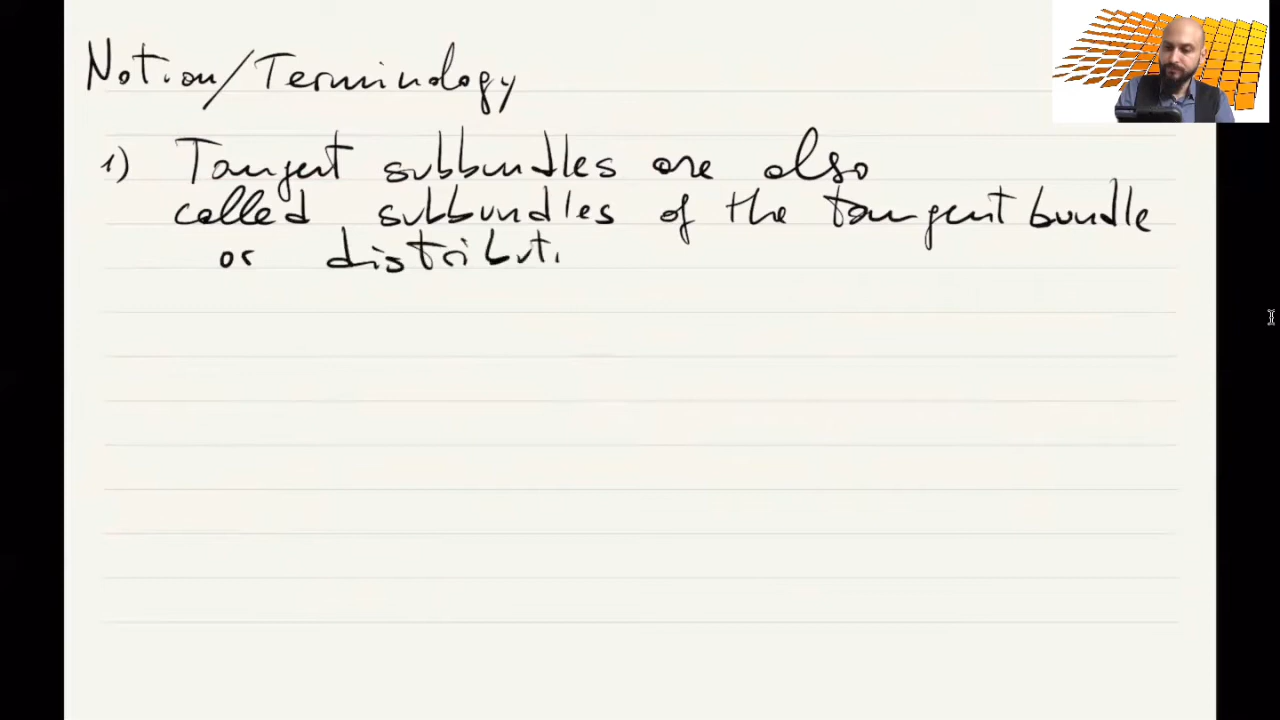 Notion/Terminology
1) Tangent subbundles are also
called subbundles of the tangent bundle
or distributi